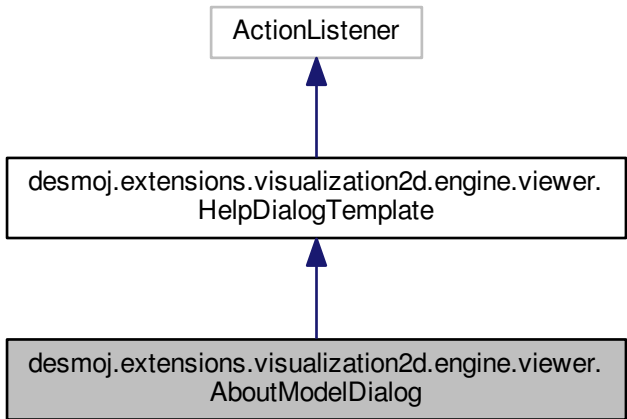 ActionListener
desmoj.extensions.visualization2d.engine.viewer.
HelpDialogTemplate
desmoj.extensions.visualization2d.engine.viewer.
AboutModelDialog